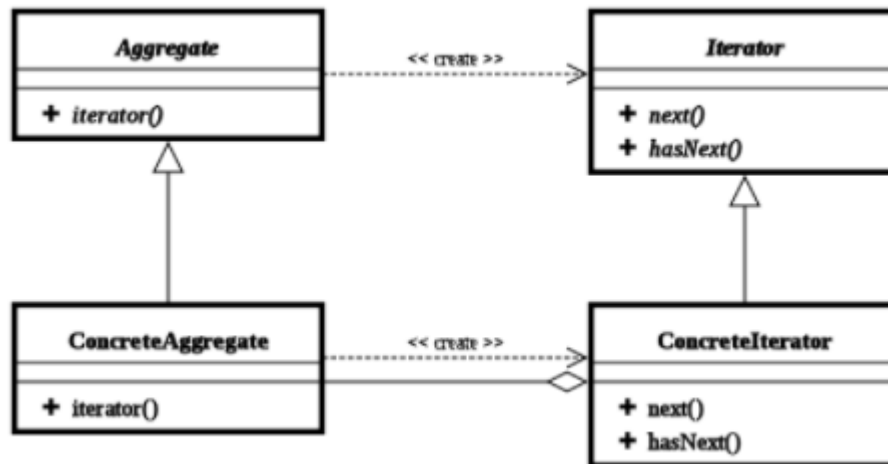 Aggregate
<< create >>
Iterator
+ iterator()
+ next()
+ hasNext()
ConcreteAggregate
<< create >>
ConcreteIterator
+ iterator()
+ next()
+ hasNext()